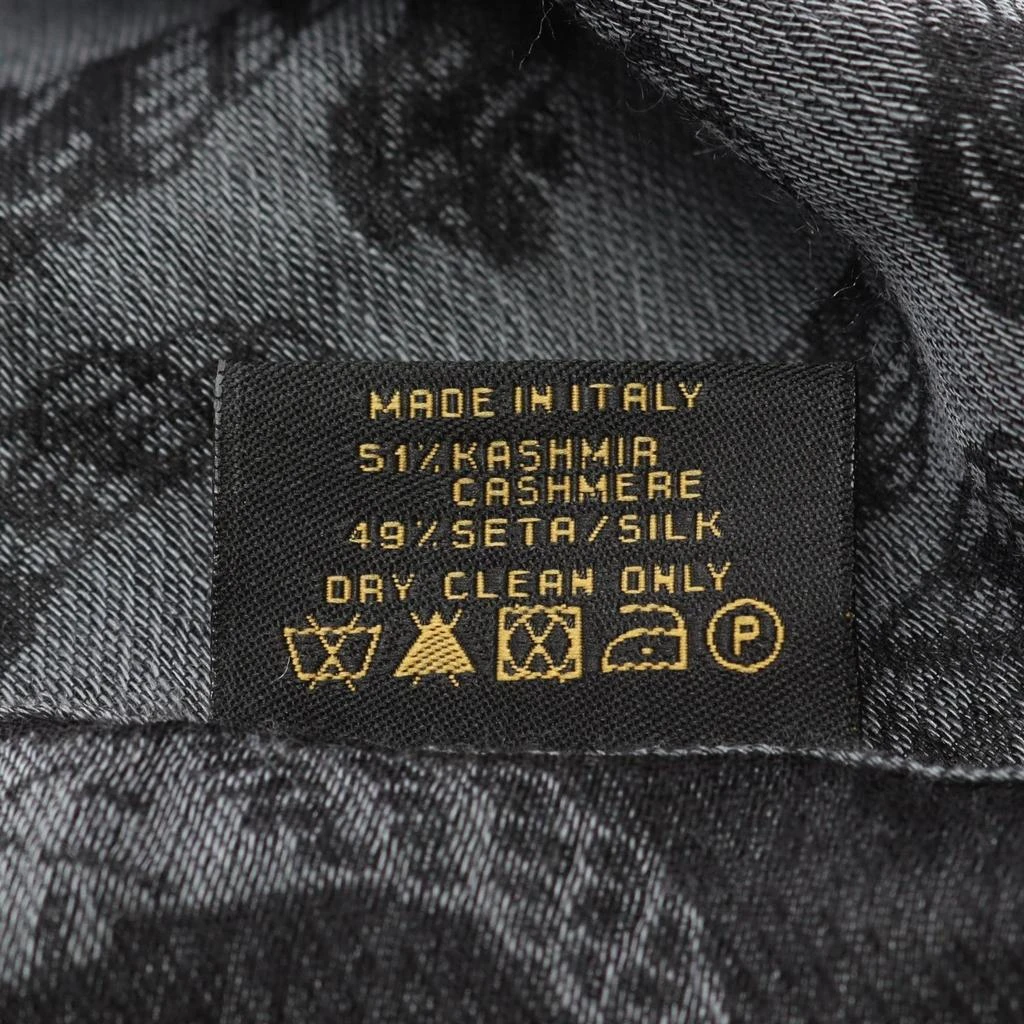 MADE IN ITALY
51% KASHMIR
CASHMERE
49% SETA/SILK
DRY CLEAN ONLY
P